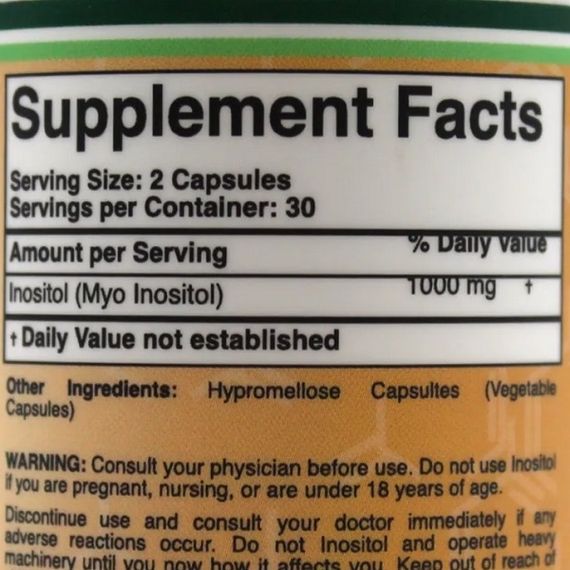 Supplement Facts
Serving Size: 2 Capsules
Servings per Container: 30
Amount per Serving % Daily Value
Inositol (Myo Inositol) 1000 mg †
† Daily Value not established
Other Ingredients: Hypromellose Capsultes (Vegetable
Capsules)
WARNING: Consult your physician before use. Do not use Inositol
if you are pregnant, nursing, or are under 18 years of age.
Discontinue use and consult your doctor immediately if any
adverse reactions occur. Do not Inositol and operate heavy
machinery until you now how it affects you. Keep out of reach of